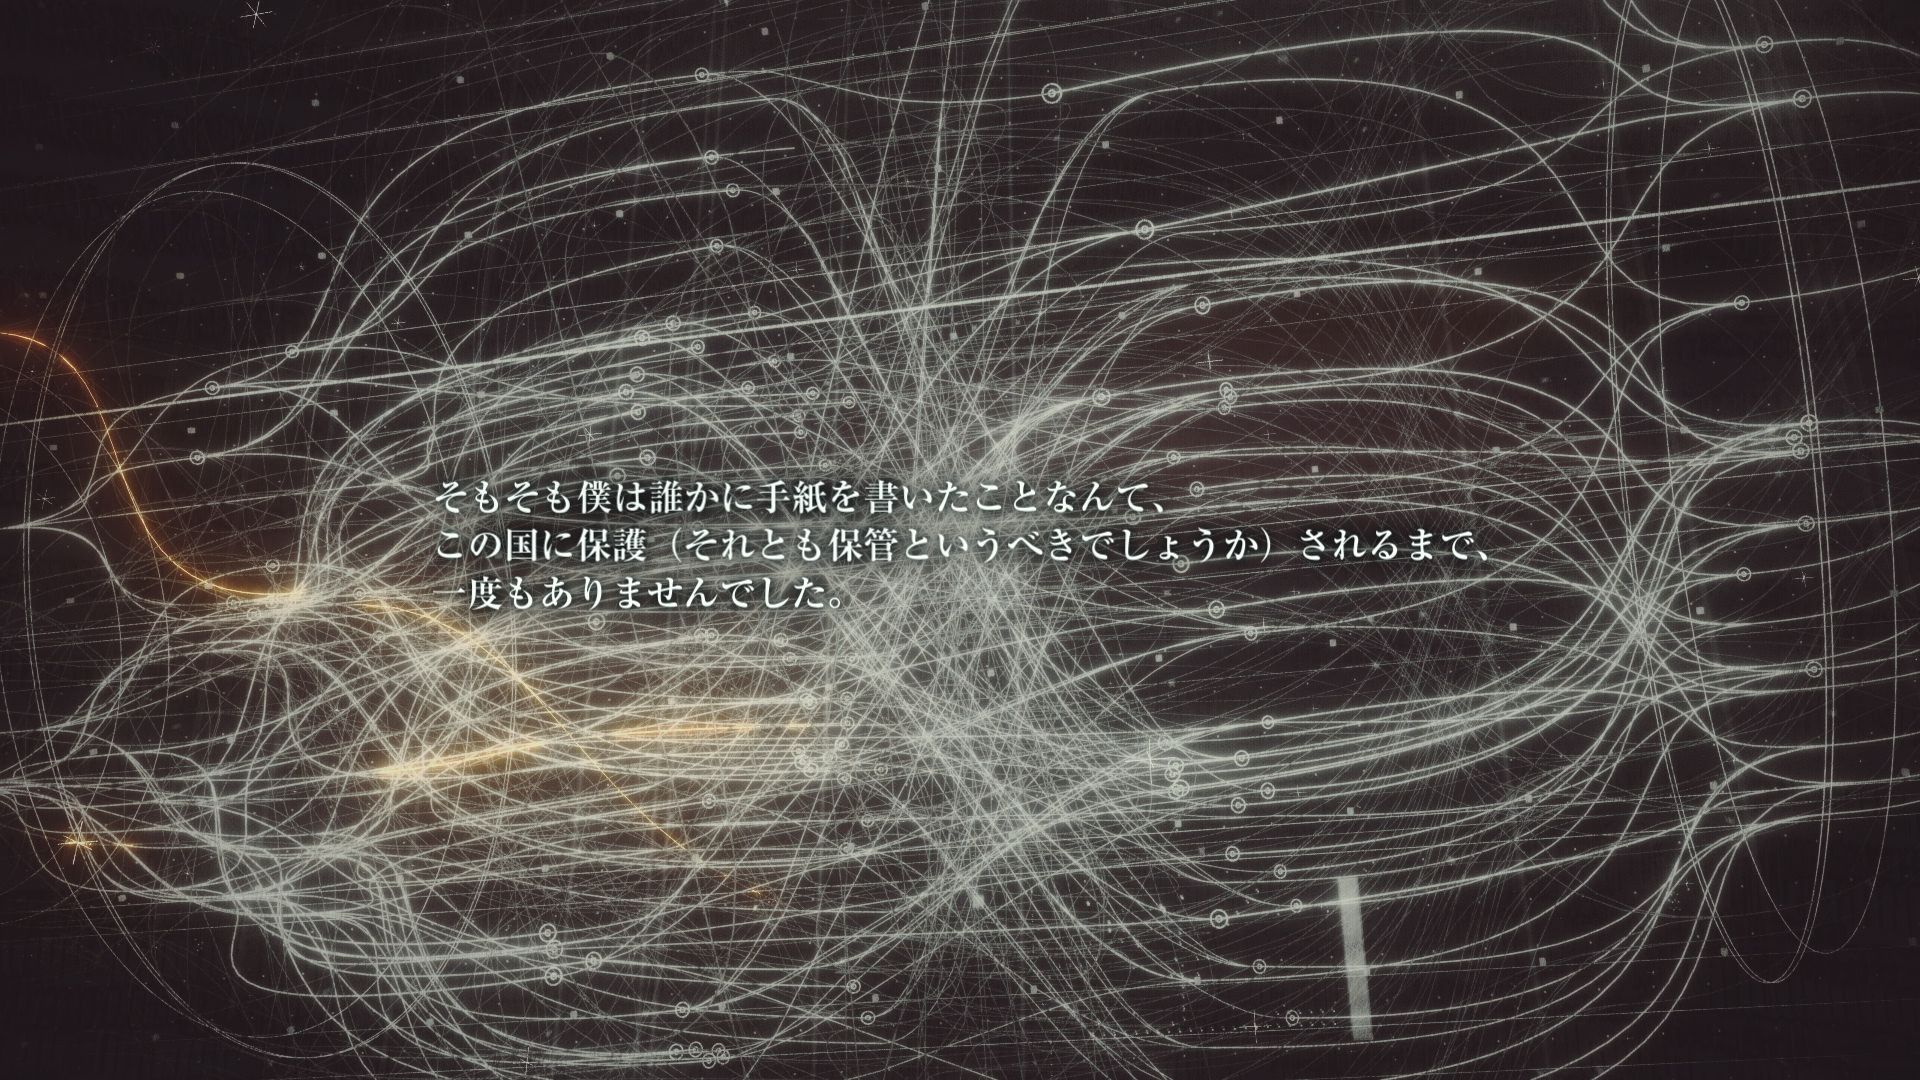 そもそも僕は誰かに手紙を書いたことなんて、
この国に保護（それとも保管というべきでしょうか）されるまで、
一度もありませんでした。